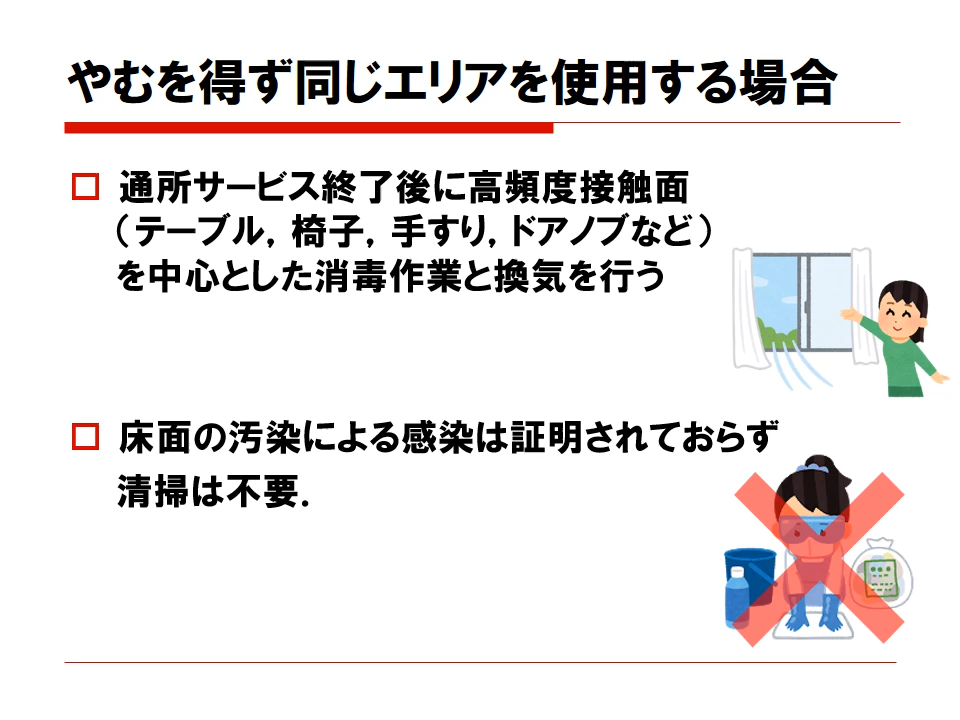 やむを得ず同じエリアを使用する場合
通所サービス終了後に高頻度接触面
（テーブル，椅子，手すり，ドアノブなど）
を中心とした消毒作業と換気を行う
床面の汚染による感染は証明されておらず
清掃は不要．